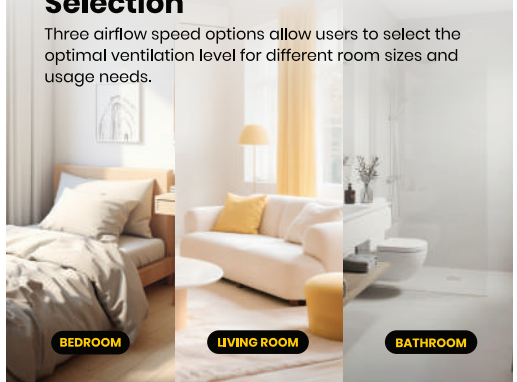 Selection
Three airflow speed options allow users to select the
optimal ventilation level for different room sizes and
usage needs.
BEDROOM
LIVING ROOM
BATHROOM